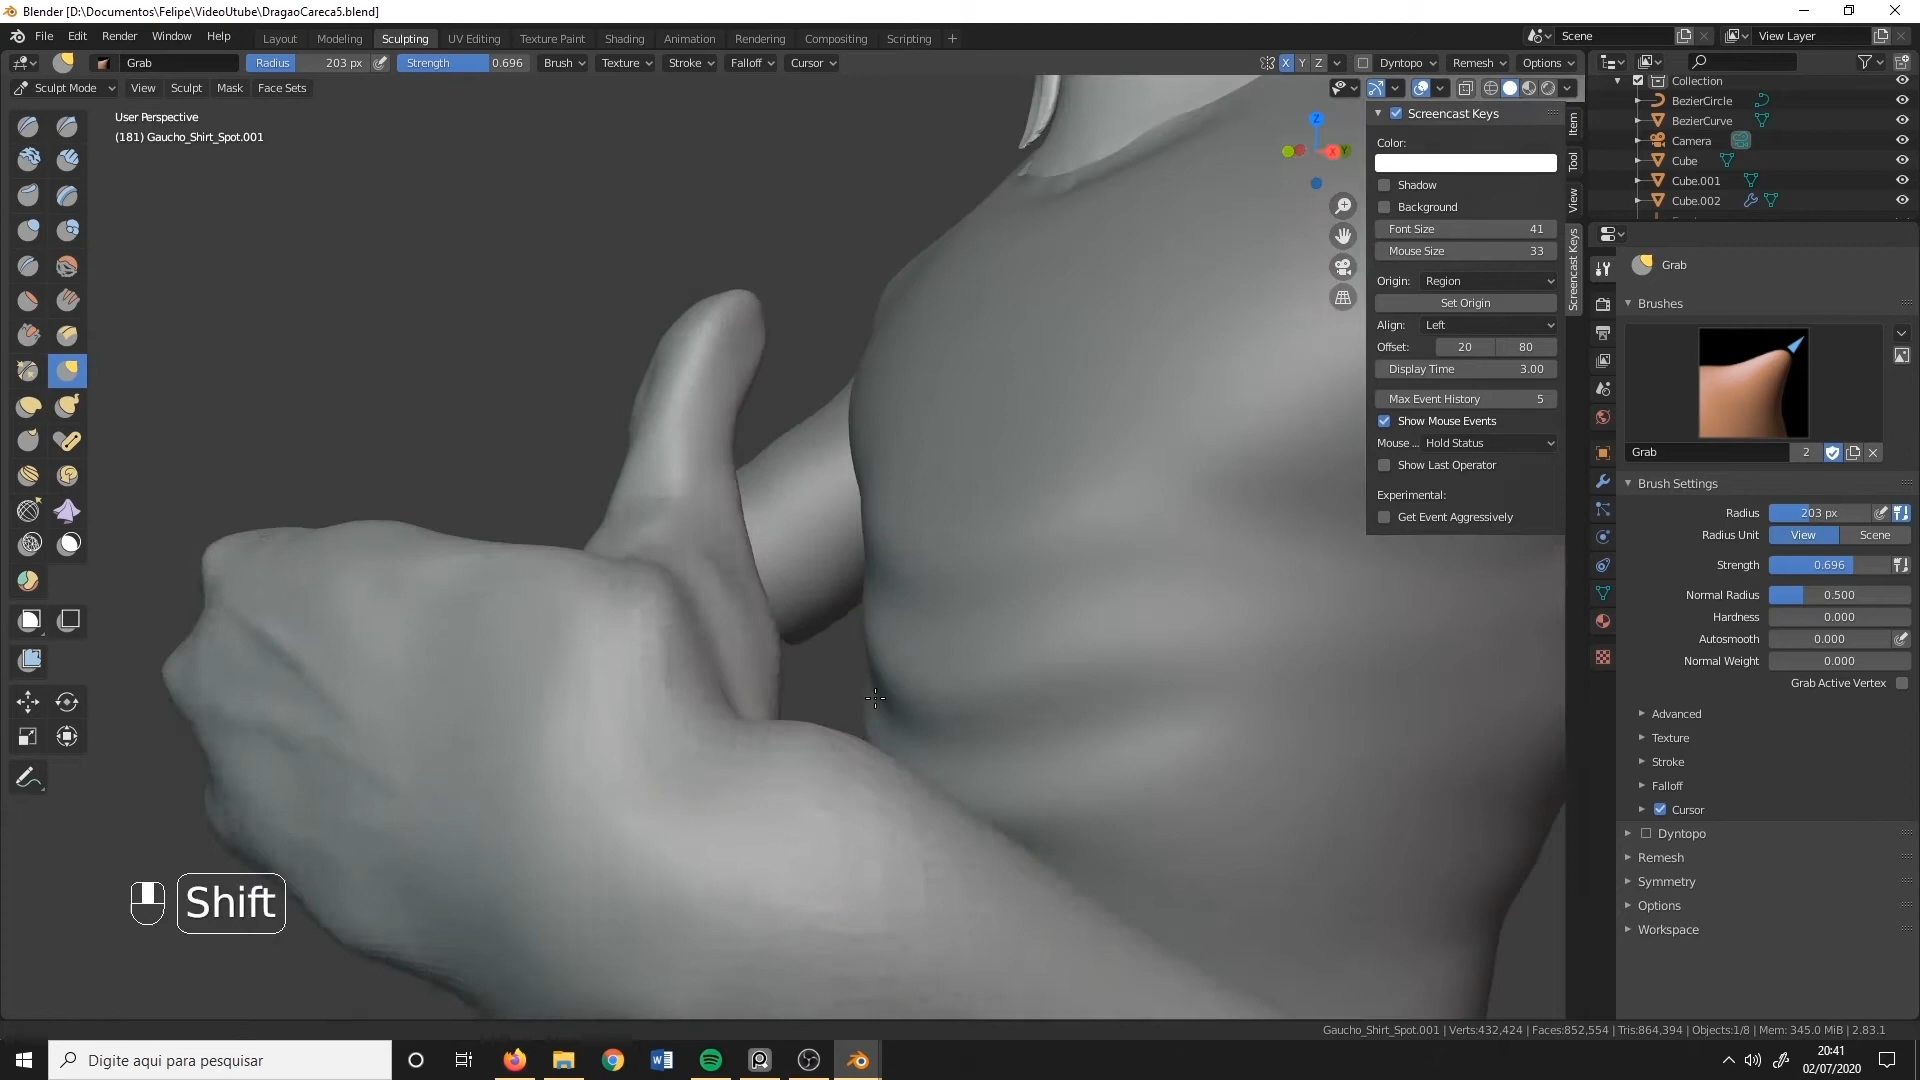 Blender [D:\Documentos\Felipe\VideoUtube\DragaoCareca5.blend]
File Edit Render Window Help Layout Modeling Sculpting UV Editing Texture Paint Shading Animation Rendering Compositing Scripting + Scene View Layer
Grab Radius 203 px Strength 0.696 Brush Texture Stroke Falloff Cursor X Y Z Dyntopo Remesh Options
Sculpt Mode View Sculpt Mask Face Sets
User Perspective
(181) Gaucho_Shirt_Spot.001
Z
X
Y
Screencast Keys
Color:
Shadow
Background
Font Size 41
Mouse Size 33
Origin: Region
Set Origin
Align: Left
Offset: 20 80
Display Time 3.00
Max Event History 5
Show Mouse Events
Mouse ... Hold Status
Show Last Operator
Experimental:
Get Event Aggressively
Item
Tool
View
Screencast Keys
Collection
BezierCircle
BezierCurve
Camera
Cube
Cube.001
Cube.002
Grab
Brushes
Grab 2
Brush Settings
Radius 203 px
Radius Unit View Scene
Strength 0.696
Normal Radius 0.500
Hardness 0.000
Autosmooth 0.000
Normal Weight 0.000
Grab Active Vertex
Advanced
Texture
Stroke
Falloff
Cursor
Dyntopo
Remesh
Symmetry
Options
Workspace
Shift
Gaucho_Shirt_Spot.001 | Verts:432,424 | Faces:852,554 | Tris:864,394 | Objects:1/8 | Mem: 345.0 MiB | 2.83.1
Digite aqui para pesquisar
20:41
02/07/2020